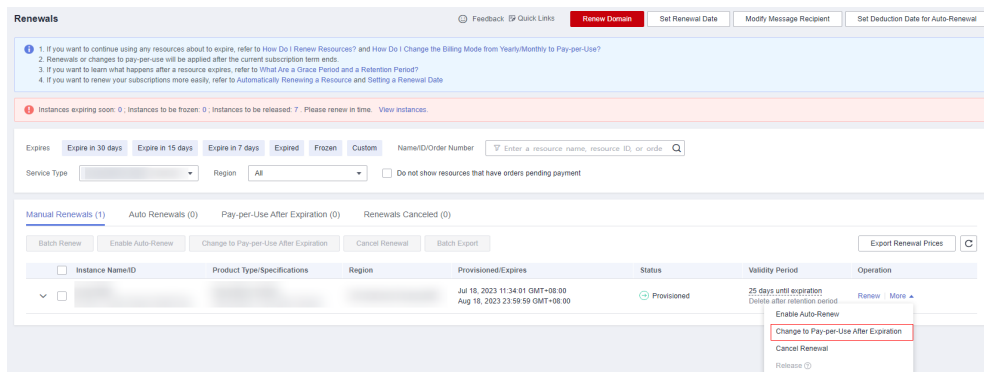 Renewals
Feedback Quick Links Renew Domain Set Renewal Date Modify Message Recipient Set Deduction Date for Auto-Renewal
1. If you want to continue using any resources about to expire, refer to How Do I Renew Resources? and How Do I Change the Billing Mode from Yearly/Monthly to Pay-per-Use?
2. Renewals or changes to pay-per-use will be applied after the current subscription term ends.
3. If you want to learn what happens after a resource expires, refer to What Are a Grace Period and a Retention Period?
4. If you want to renew your subscriptions more easily, refer to Automatically Renewing a Resource and Setting a Renewal Date
Instances expiring soon: 0 ; Instances to be frozen: 0 ; Instances to be released: 7 . Please renew in time. View instances.
Expires Expire in 30 days Expire in 15 days Expire in 7 days Expired Frozen Custom Name/ID/Order Number Enter a resource name, resource ID, or orde
Service Type Region All Do not show resources that have orders pending payment
Manual Renewals (1) Auto Renewals (0) Pay-per-Use After Expiration (0) Renewals Canceled (0)
Batch Renew Enable Auto-Renew Change to Pay-per-Use After Expiration Cancel Renewal Batch Export Export Renewal Prices
Instance Name/ID Product Type/Specifications Region Provisioned/Expires Status Validity Period Operation
Jul 18, 2023 11:34:01 GMT+08:00 25 days until expiration
Aug 18, 2023 23:59:59 GMT+08:00 Provisioned Delete after retention period Renew More
Enable Auto-Renew
Change to Pay-per-Use After Expiration
Cancel Renewal
Release